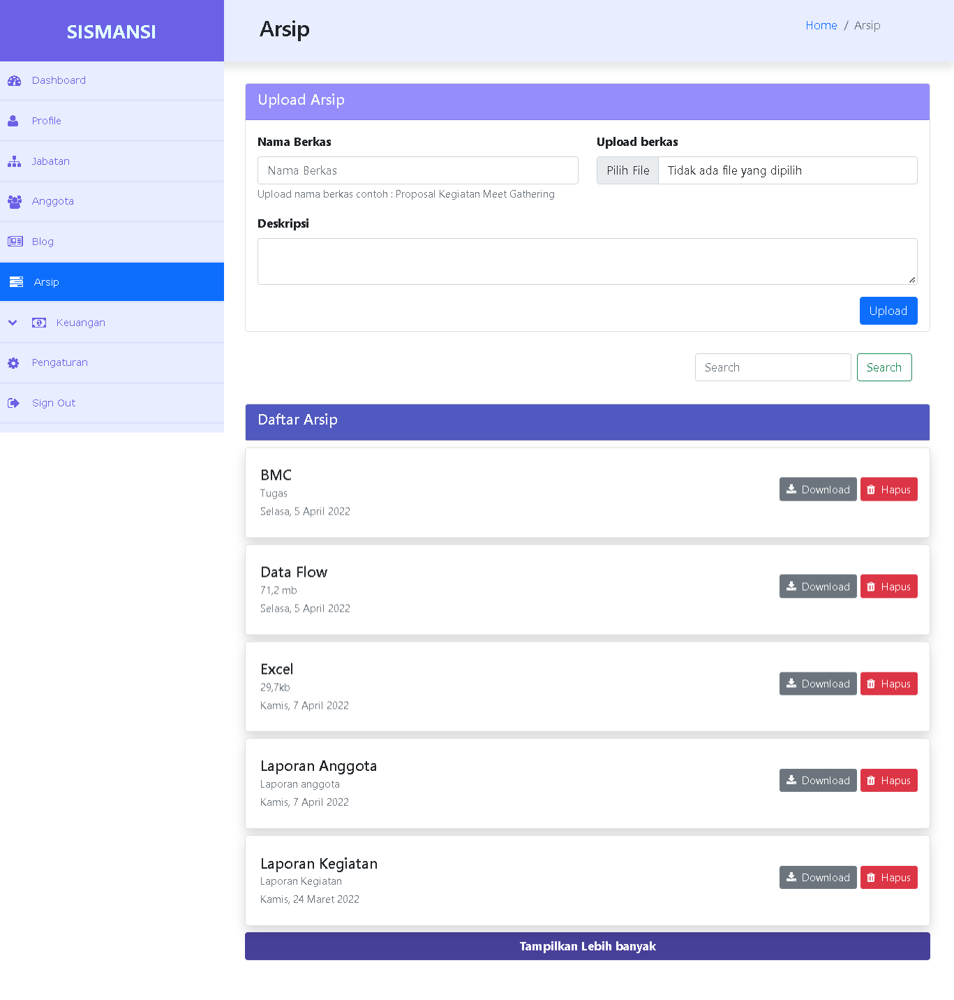 SISMANSI
Dashboard
Profile
Jabatan
Anggota
Blog
Arsip
Keuangan
Pengaturan
Sign Out
Arsip
Home / Arsip
Upload Arsip
Nama Berkas
Nama Berkas
Upload nama berkas contoh : Proposal Kegiatan Meet Gathering
Upload berkas
Pilih File Tidak ada file yang dipilih
Deskripsi
Upload
Search Search
Daftar Arsip
BMC
Tugas
Selasa, 5 April 2022
Download Hapus
Data Flow
71,2 mb
Selasa, 5 April 2022
Download Hapus
Excel
29,7kb
Kamis, 7 April 2022
Download Hapus
Laporan Anggota
Laporan anggota
Kamis, 7 April 2022
Download Hapus
Laporan Kegiatan
Laporan Kegiatan
Kamis, 24 Maret 2022
Download Hapus
Tampilkan Lebih banyak